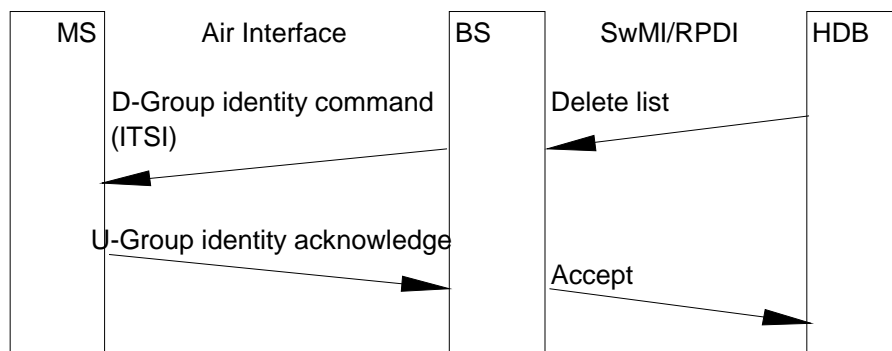 MS
Air Interface
BS
SwMI/RPDI
HDB
D-Group identity command
(ITSI)
Delete list
U-Group identity acknowledge
Accept